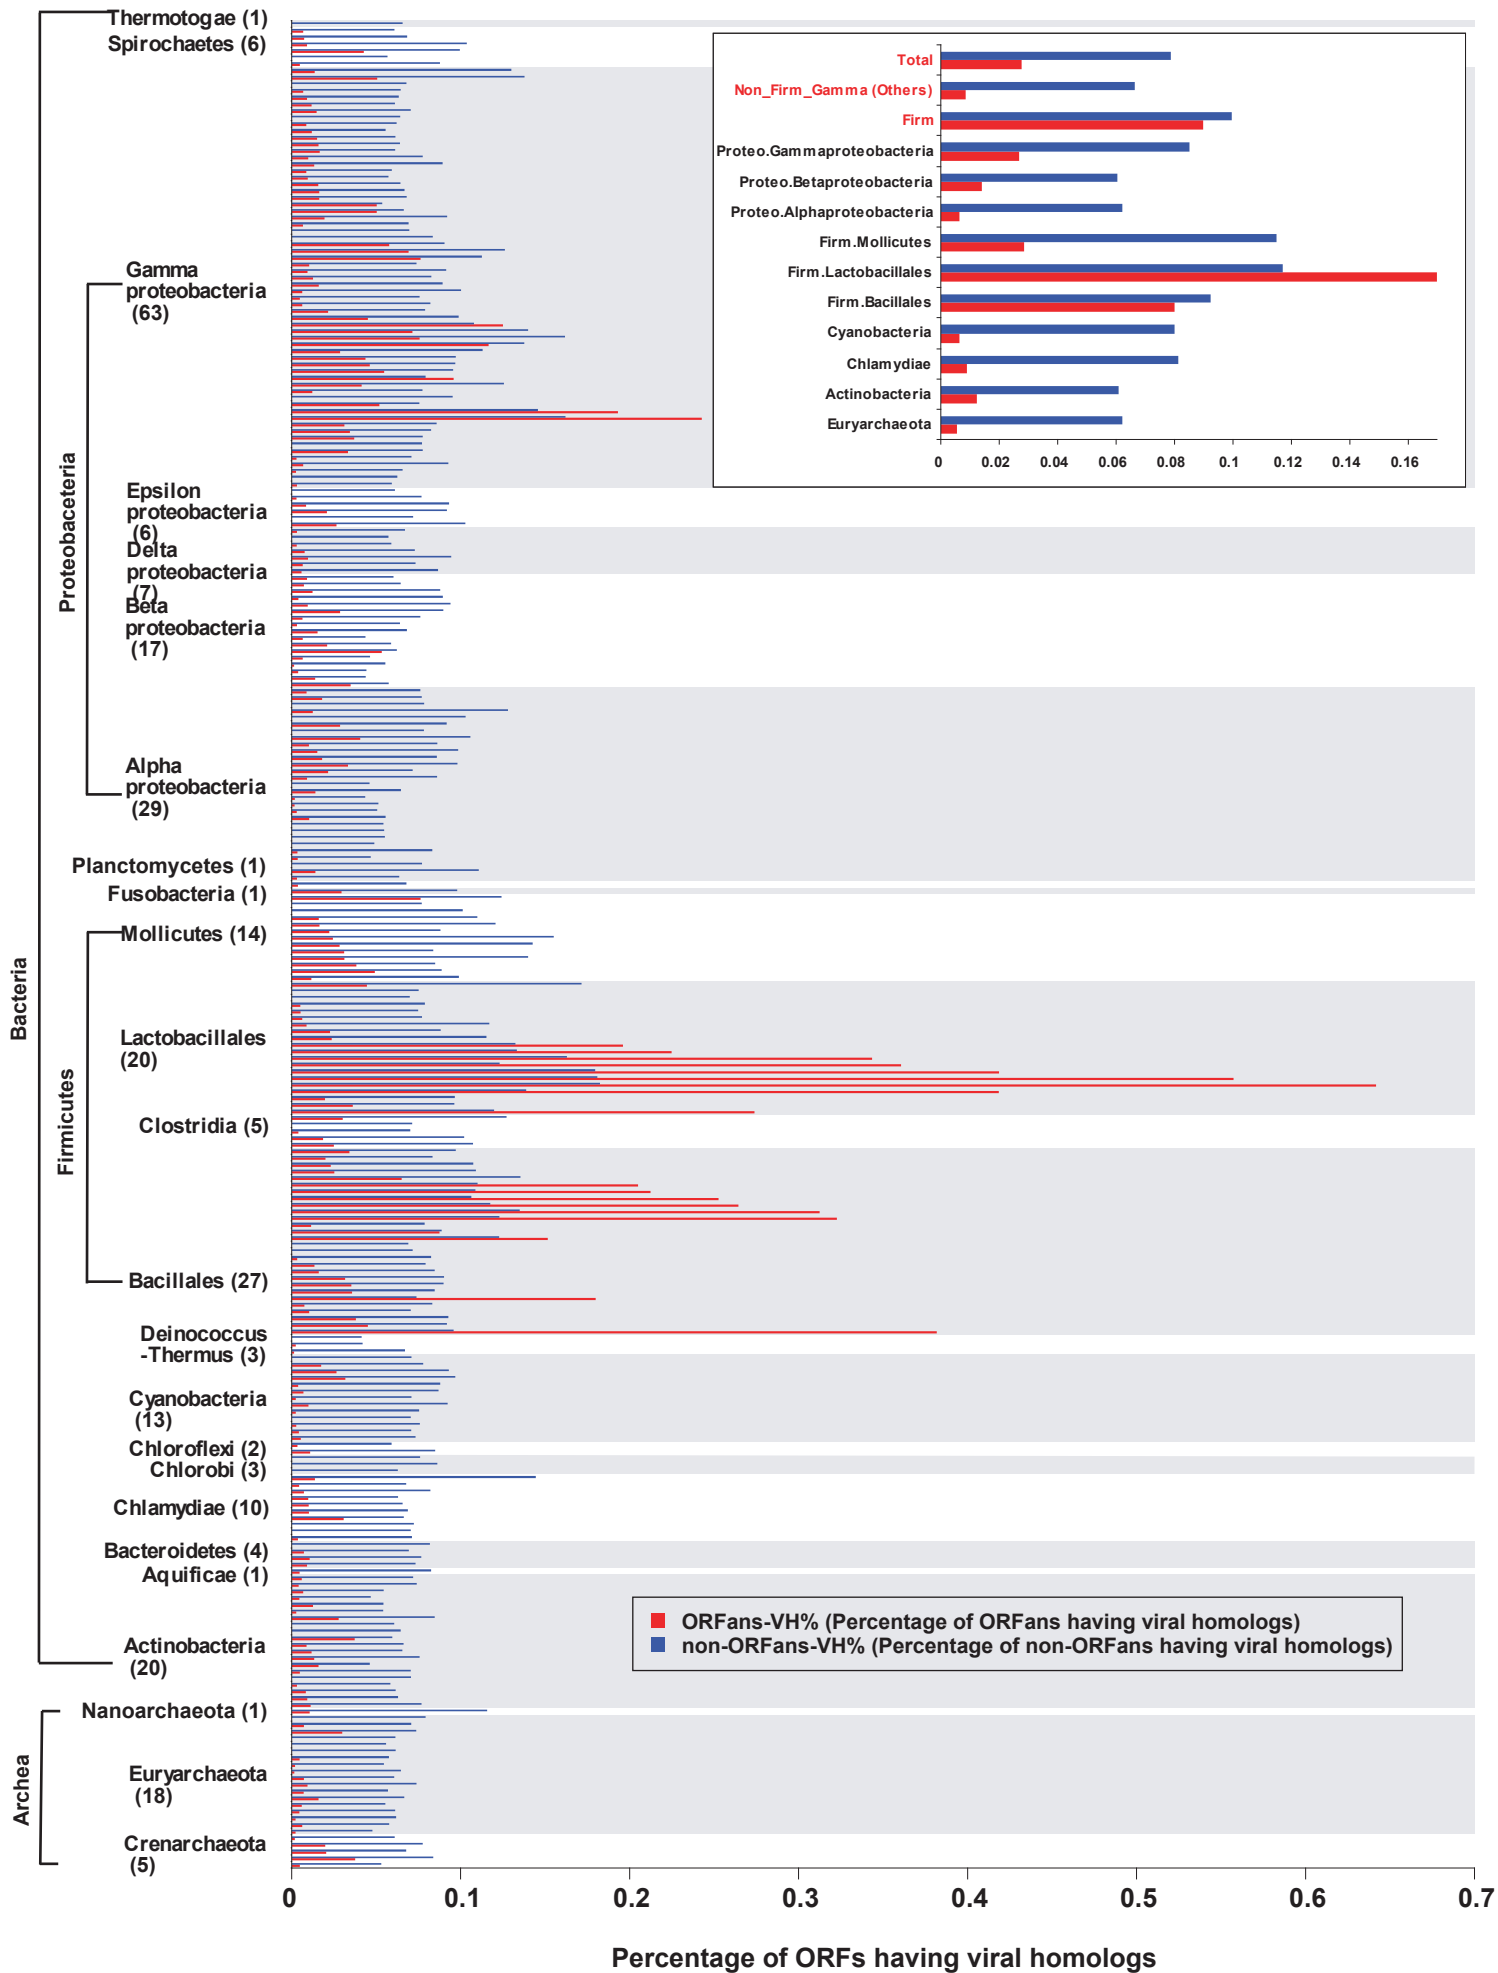 Thermotogae (1)
Spirochaetes (6)
Gamma
proteobacteria
(63)
Epsilon
proteobacteria
(6)
Delta
proteobacteria
(7)
Beta
proteobacteria
(17)
Alpha
proteobacteria
(29)
Planctomycetes (1)
Fusobacteria (1)
Mollicutes (14)
Lactobacillales
(20)
Clostridia (5)
Bacillales (27)
Deinococcus
-Thermus (3)
Cyanobacteria
(13)
Chloroflexi (2)
Chlorobi (3)
Chlamydiae (10)
Bacteroidetes (4)
Aquificae (1)
Actinobacteria
(20)
Nanoarchaeota (1)
Euryarchaeota
(18)
Crenarchaeota
(5)
Proteobaceteria
Firmicutes
Bacteria
Archea
Total
Non_Firm_Gamma (Others)
Firm
Proteo.Gammaproteobacteria
Proteo.Betaproteobacteria
Proteo.Alphaproteobacteria
Firm.Mollicutes
Firm.Lactobacillales
Firm.Bacillales
Cyanobacteria
Chlamydiae
Actinobacteria
Euryarchaeota
0 0.02 0.04 0.06 0.08 0.1 0.12 0.14 0.16
ORFans-VH% (Percentage of ORFans having viral homologs)
non-ORFans-VH% (Percentage of non-ORFans having viral homologs)
0 0.1 0.2 0.3 0.4 0.5 0.6 0.7
Percentage of ORFs having viral homologs